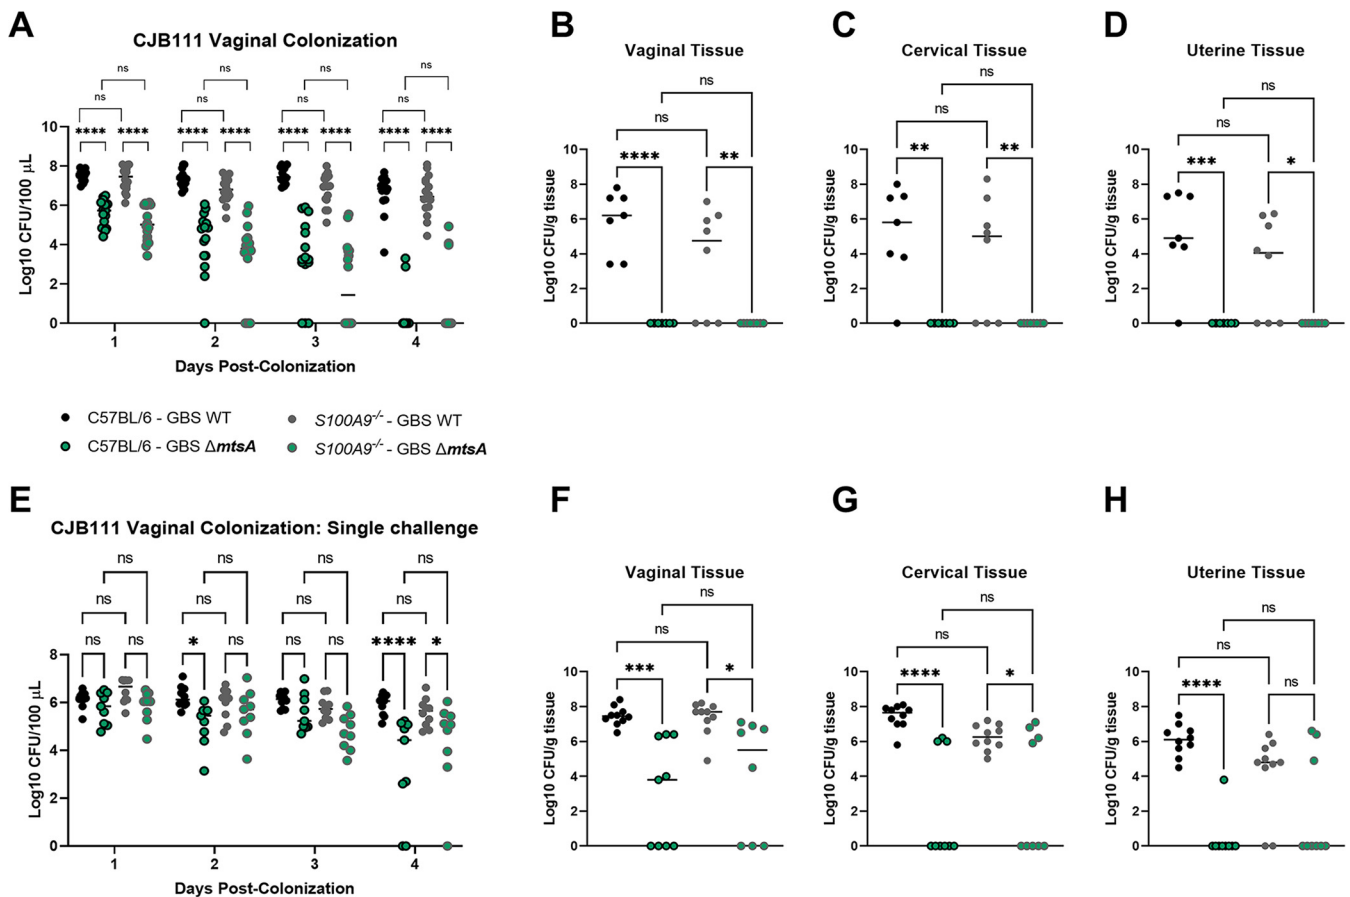 A
CJB111 Vaginal Colonization
ns ns ns ns
ns ns ns ns
**** **** **** **** **** **** **** ****
Log10 CFU/100 μL
10
8
6
4
2
0
1 2 3 4
Days Post-Colonization
B
Vaginal Tissue
ns
ns
**** **
Log10 CFU/g tissue
10
8
6
4
2
0
C
Cervical Tissue
ns
ns
** **
Log10 CFU/g tissue
10
8
6
4
2
0
D
Uterine Tissue
ns
ns
*** *
Log10 CFU/g tissue
10
8
6
4
2
0
C57BL/6 - GBS WT
S100A9-/- - GBS WT
C57BL/6 - GBS ΔmtsA
S100A9-/- - GBS ΔmtsA
E
CJB111 Vaginal Colonization: Single challenge
ns ns ns ns
ns ns ns ns
ns ns * ns ns ns **** *
Log10 CFU/100 μL
8
6
4
2
0
1 2 3 4
Days Post-Colonization
F
Vaginal Tissue
ns
ns
*** *
Log10 CFU/g tissue
10
8
6
4
2
0
G
Cervical Tissue
ns
ns
**** *
Log10 CFU/g tissue
10
8
6
4
2
0
H
Uterine Tissue
ns
ns
**** ns
Log10 CFU/g tissue
10
8
6
4
2
0